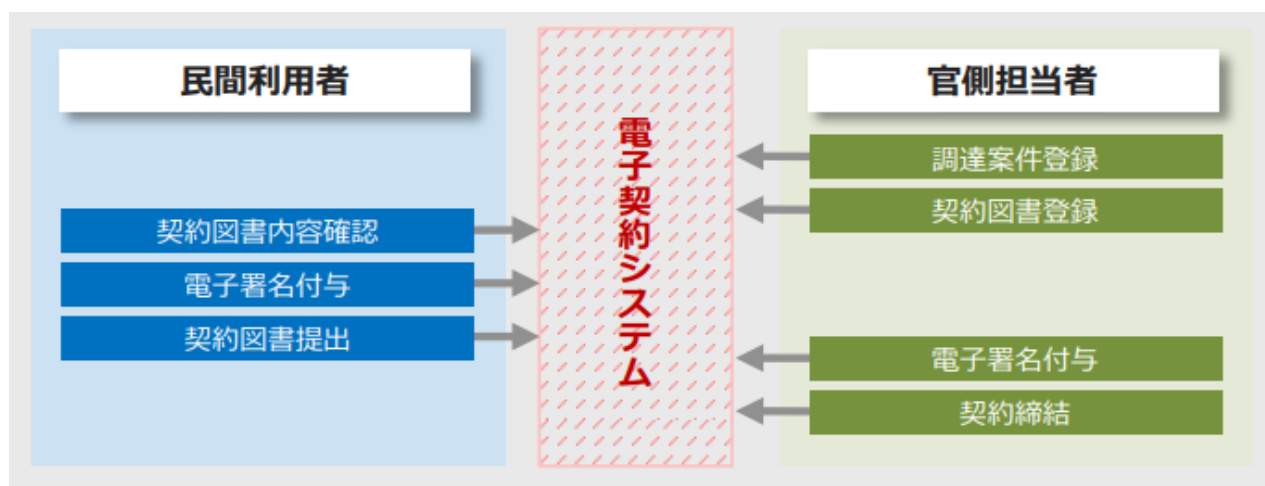 民間利用者
契約図書内容確認
電子署名付与
契約図書提出
電子契約システム
官側担当者
調達案件登録
契約図書登録
電子署名付与
契約締結